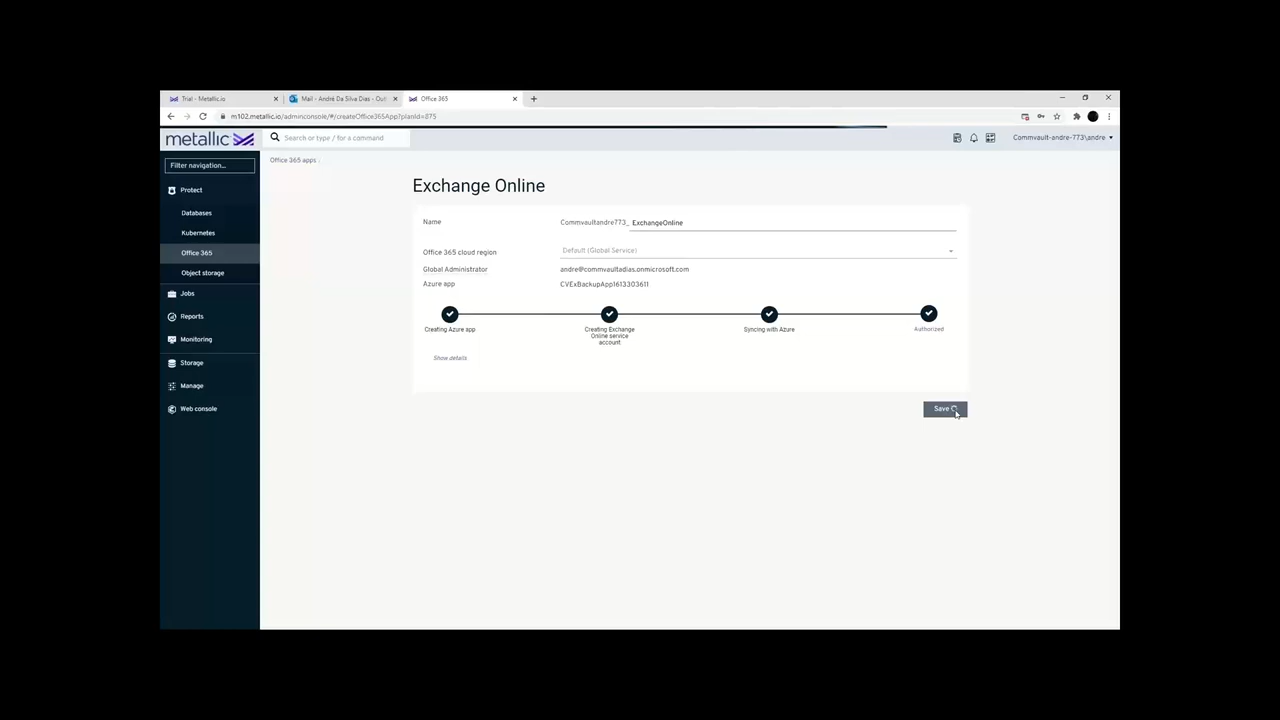 Trial - Metallic.io
Mail - André Da Silva Dias - Out
Office 365
m102.metallic.io/adminconsole/#/createOffice365App?planId=875
metallic
Search or type / for a command
Commvault-andre-773\andre
Filter navigation...
Office 365 apps
Protect
Databases
Kubernetes
Office 365
Object storage
Jobs
Reports
Monitoring
Storage
Manage
Web console
Exchange Online
Name
Commvaultandre773_ ExchangeOnline
Office 365 cloud region
Default (Global Service)
Global Administrator
andre@commvaultadias.onmicrosoft.com
Azure app
CVExBackupApp1613303611
Creating Azure app
Creating Exchange
Online service
account
Syncing with Azure
Authorized
Show details
Save